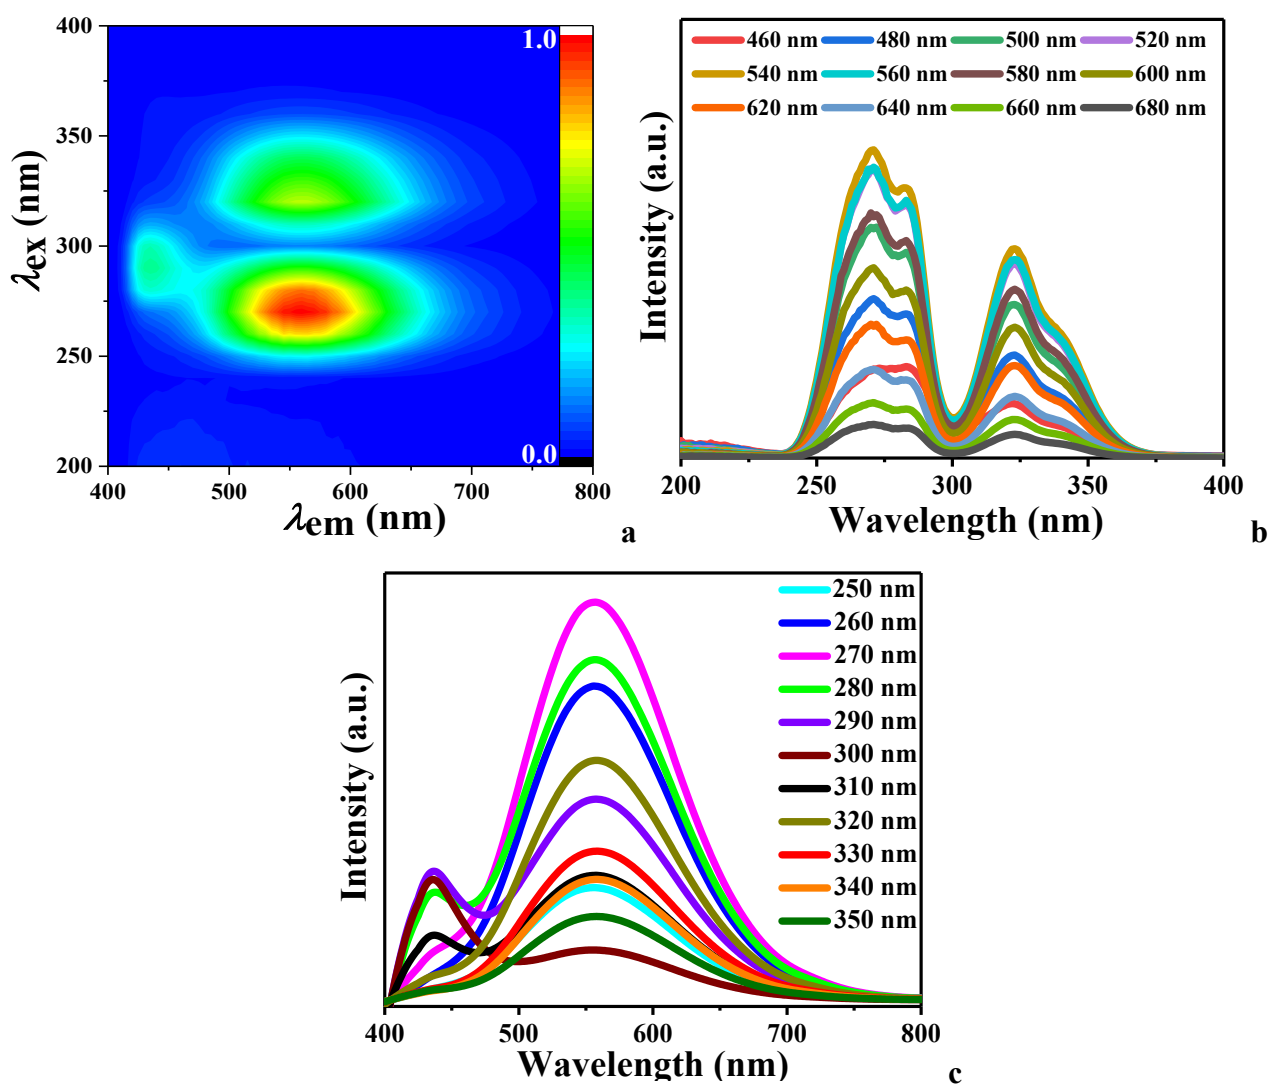 400
350
300
250
200
λex (nm)
1.0
0.0
400 500 600 700 800
λem (nm)
a
460 nm 480 nm 500 nm 520 nm
540 nm 560 nm 580 nm 600 nm
620 nm 640 nm 660 nm 680 nm
Intensity (a.u.)
200 250 300 350 400
Wavelength (nm)
b
250 nm
260 nm
270 nm
280 nm
290 nm
300 nm
310 nm
320 nm
330 nm
340 nm
350 nm
Intensity (a.u.)
400 500 600 700 800
Wavelength (nm)
c